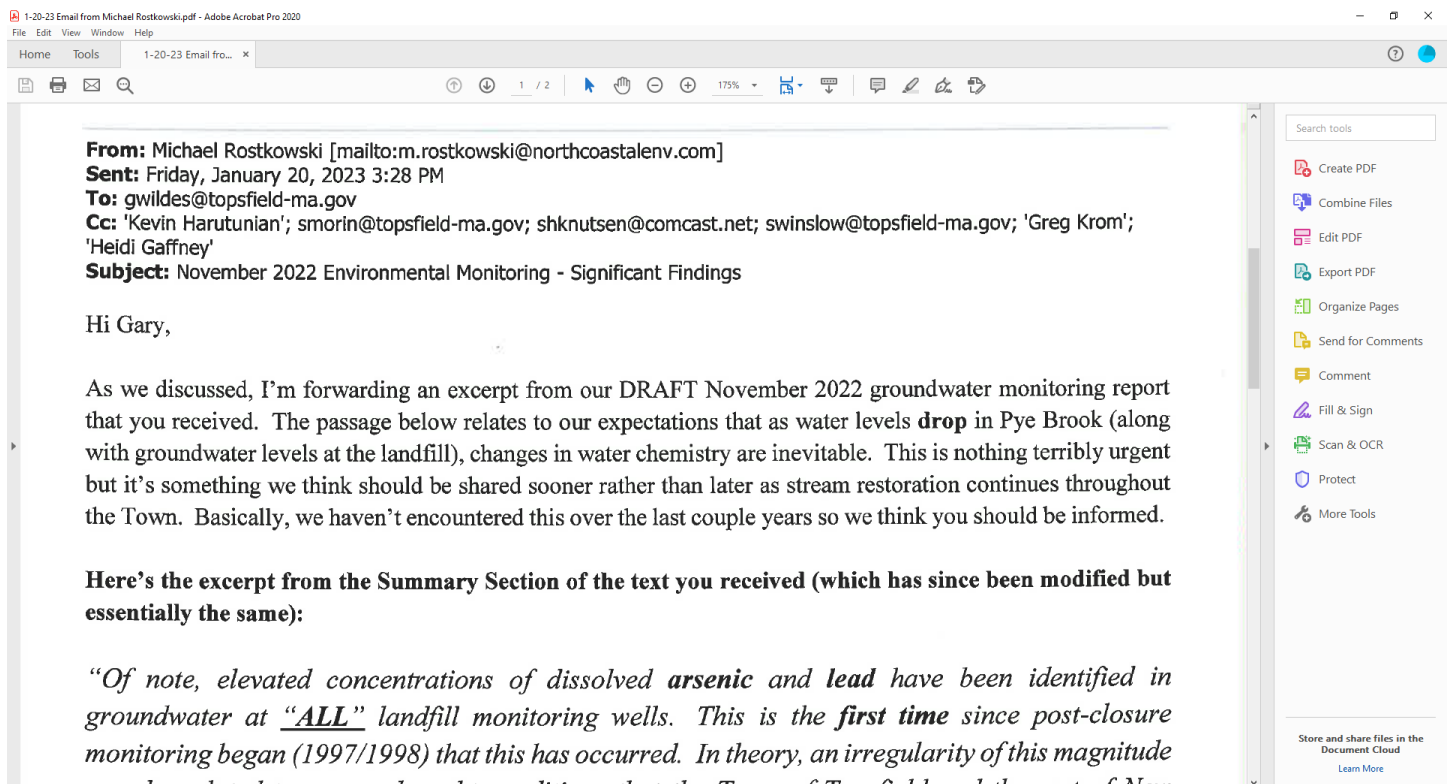 1-20-23 Email from Michael Rostkowski.pdf - Adobe Acrobat Pro 2020
File Edit View Window Help
Home Tools 1-20-23 Email fro... ×
1 / 2 175%
From: Michael Rostkowski [mailto:m.rostkowski@northcoastalenv.com]
Sent: Friday, January 20, 2023 3:28 PM
To: gwildes@topsfield-ma.gov
Cc: 'Kevin Harutunian'; smorin@topsfield-ma.gov; shknutsen@comcast.net; swinslow@topsfield-ma.gov; 'Greg Krom';
'Heidi Gaffney'
Subject: November 2022 Environmental Monitoring - Significant Findings
Hi Gary,
As we discussed, I'm forwarding an excerpt from our DRAFT November 2022 groundwater monitoring report
that you received. The passage below relates to our expectations that as water levels drop in Pye Brook (along
with groundwater levels at the landfill), changes in water chemistry are inevitable. This is nothing terribly urgent
but it's something we think should be shared sooner rather than later as stream restoration continues throughout
the Town. Basically, we haven't encountered this over the last couple years so we think you should be informed.
Here's the excerpt from the Summary Section of the text you received (which has since been modified but
essentially the same):
"Of note, elevated concentrations of dissolved arsenic and lead have been identified in
groundwater at "ALL" landfill monitoring wells. This is the first time since post-closure
monitoring began (1997/1998) that this has occurred. In theory, an irregularity of this magnitude
Search tools
Create PDF
Combine Files
Edit PDF
Export PDF
Organize Pages
Send for Comments
Comment
Fill & Sign
Scan & OCR
Protect
More Tools
Store and share files in the
Document Cloud
Learn More